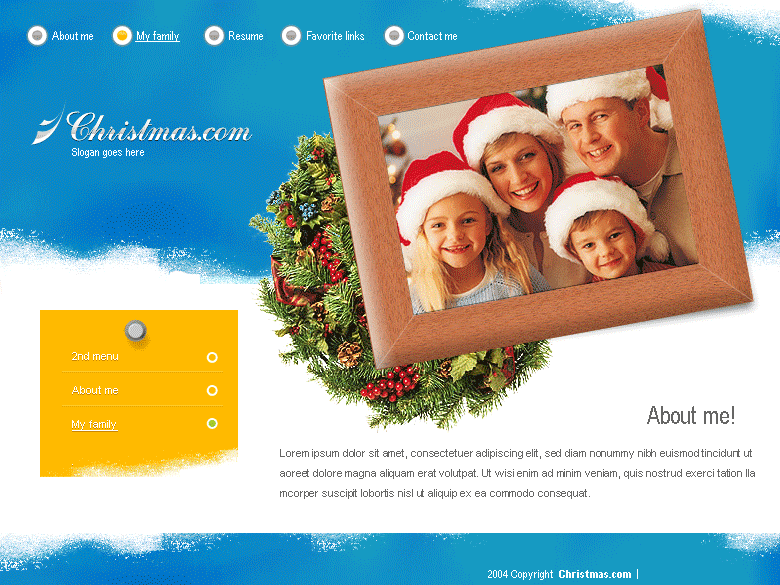 About me My family Resume Favorite links Contact me
Christmas.com
Slogan goes here
2nd menu
About me
My family
About me!
Lorem ipsum dolor sit amet, consectetuer adipiscing elit, sed diam nonummy nibh euismod tincidunt ut
aoreet dolore magna aliquam erat volutpat. Ut wisi enim ad minim veniam, quis nostrud exerci tation lla
mcorper suscipit lobortis nisl ut aliquip ex ea commodo consequat.
2004 Copyright Christmas.com |